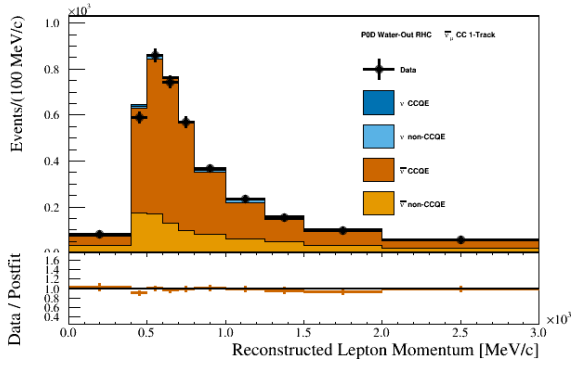 ×10³
1.0
P0D Water-Out RHC ν̄μ CC 1-Track
Data
0.8
ν CCQE
0.6
ν non-CCQE
0.4
ν̄ CCQE
0.2
ν̄ non-CCQE
0.0
Events/(100 MeV/c)
1.6
1.4
1.2
1.0
0.8
0.6
0.4
Data / Postfit
0.0 0.5 1.0 1.5 2.0 2.5 3.0
×10³
Reconstructed Lepton Momentum [MeV/c]